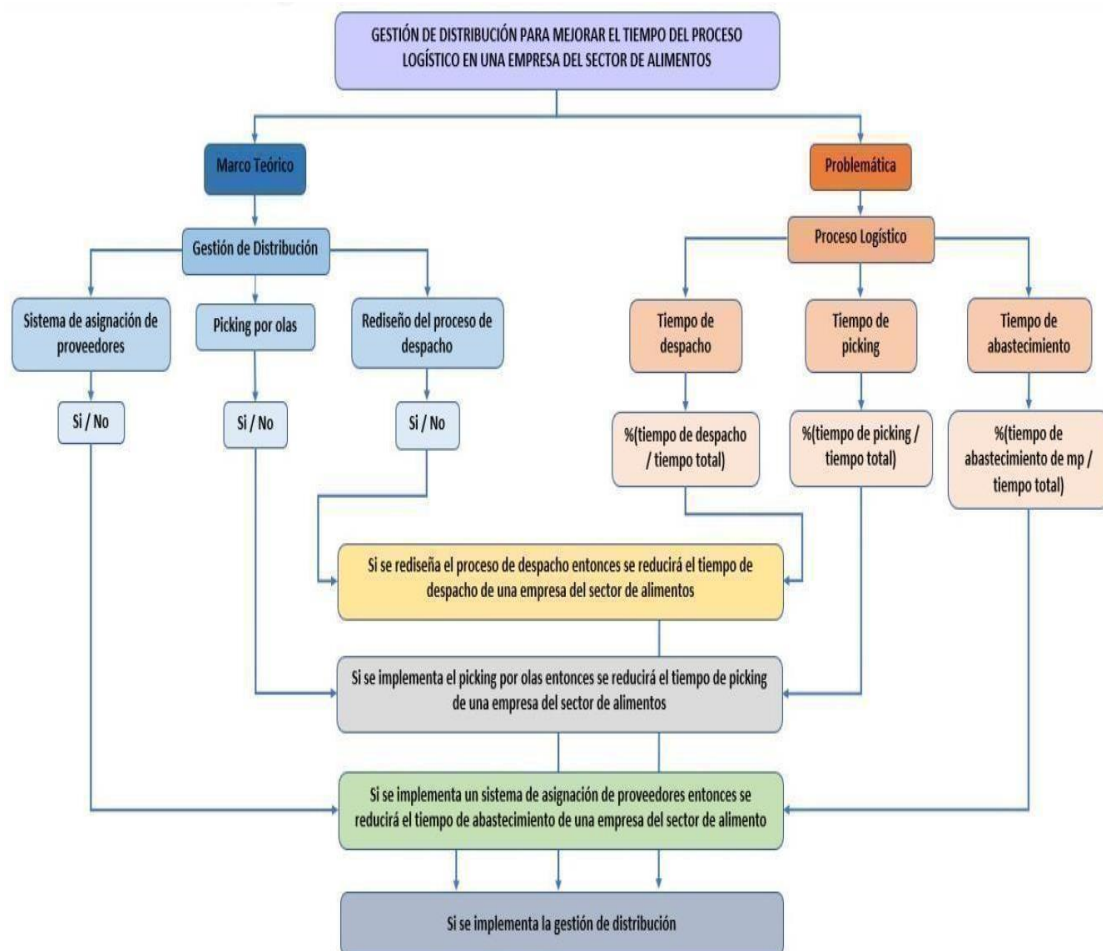 GESTIÓN DE DISTRIBUCIÓN PARA MEJORAR EL TIEMPO DEL PROCESO
LOGÍSTICO EN UNA EMPRESA DEL SECTOR DE ALIMENTOS
Marco Teórico
Problemática
Gestión de Distribución
Proceso Logístico
Sistema de asignación de
proveedores
Picking por olas
Rediseño del proceso de
despacho
Tiempo de
despacho
Tiempo de
picking
Tiempo de
abastecimiento
Si / No
Si / No
Si / No
%(tiempo de despacho
/ tiempo total)
%(tiempo de picking /
tiempo total)
%(tiempo de
abastecimiento de mp /
tiempo total)
Si se rediseña el proceso de despacho entonces se reducirá el tiempo de
despacho de una empresa del sector de alimentos
Si se implementa el picking por olas entonces se reducirá el tiempo de picking
de una empresa del sector de alimentos
Si se implementa un sistema de asignación de proveedores entonces se
reducirá el tiempo de abastecimiento de una empresa del sector de alimento
Si se implementa la gestión de distribución